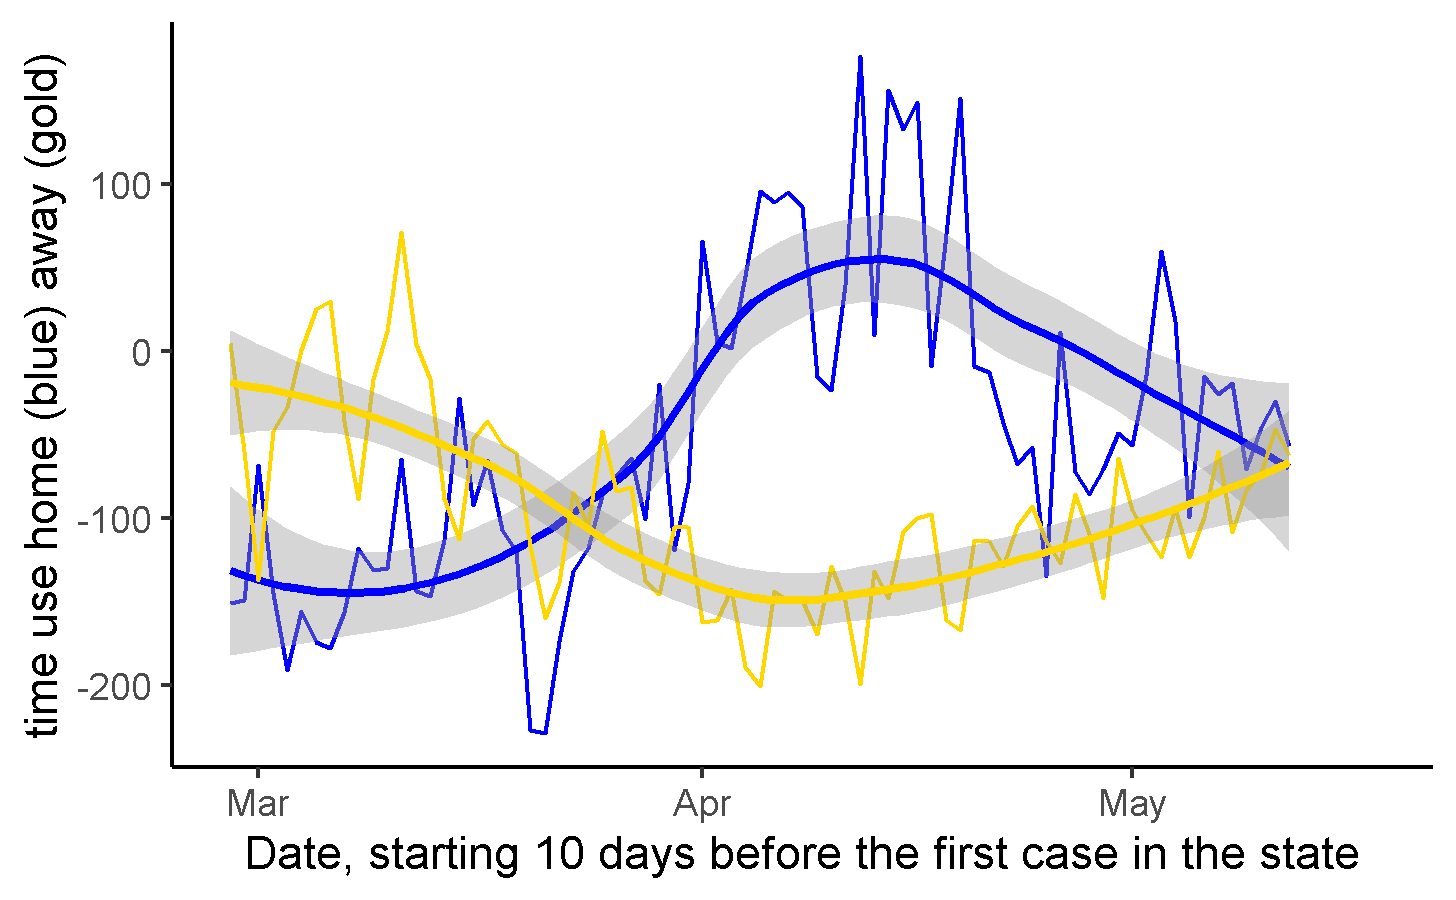 time use home (blue) away (gold)
100
0
-100
-200
Mar
Apr
May
Date, starting 10 days before the first case in the state